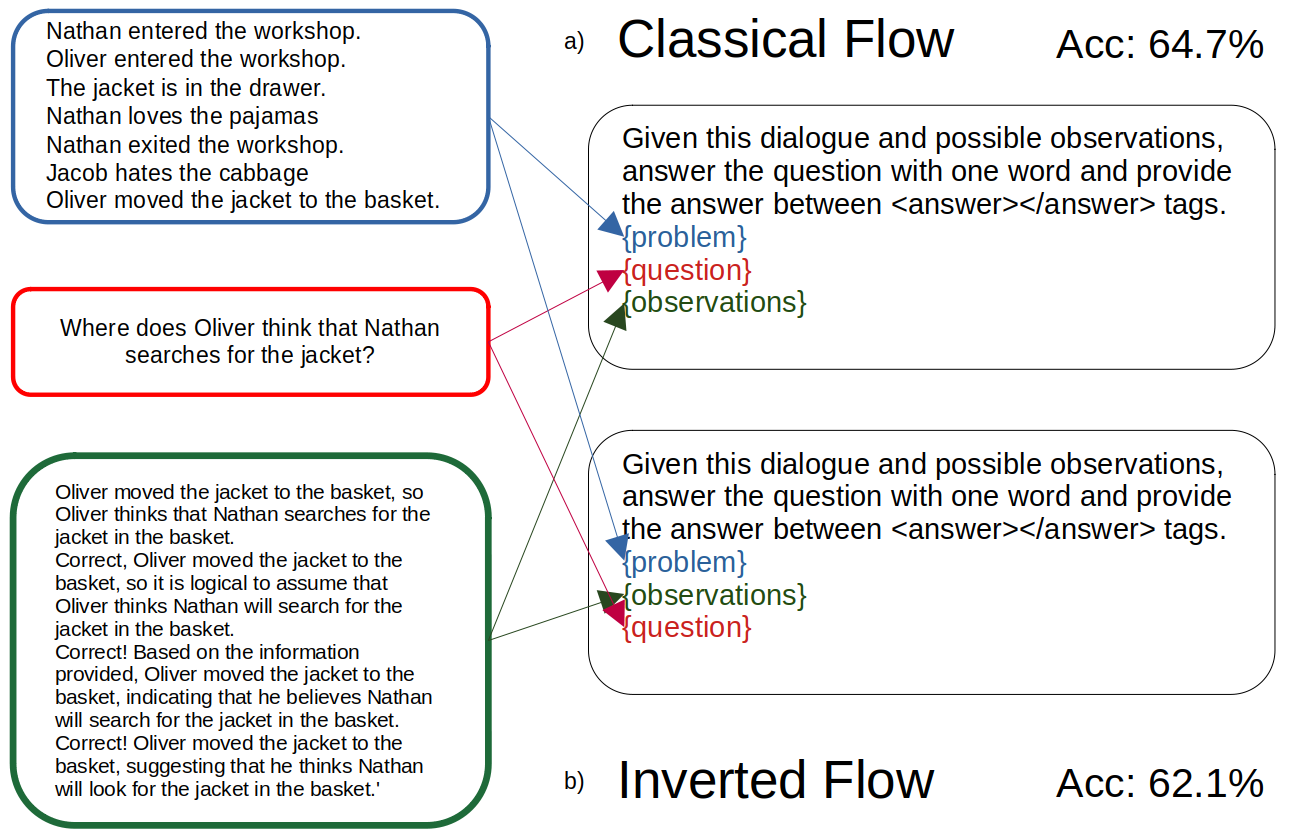 Nathan entered the workshop.
Oliver entered the workshop.
The jacket is in the drawer.
Nathan loves the pajamas
Nathan exited the workshop.
Jacob hates the cabbage
Oliver moved the jacket to the basket.
Where does Oliver think that Nathan
searches for the jacket?
Oliver moved the jacket to the basket, so
Oliver thinks that Nathan searches for the
jacket in the basket.
Correct, Oliver moved the jacket to the
basket, so it is logical to assume that
Oliver thinks Nathan will search for the
jacket in the basket.
Correct! Based on the information
provided, Oliver moved the jacket to the
basket, indicating that he believes Nathan
will search for the jacket in the basket.
Correct! Oliver moved the jacket to the
basket, suggesting that he thinks Nathan
will look for the jacket in the basket.'
a) Classical Flow Acc: 64.7%
Given this dialogue and possible observations,
answer the question with one word and provide
the answer between <answer></answer> tags.
{problem}
{question}
{observations}
Given this dialogue and possible observations,
answer the question with one word and provide
the answer between <answer></answer> tags.
{problem}
{observations}
{question}
b) Inverted Flow Acc: 62.1%